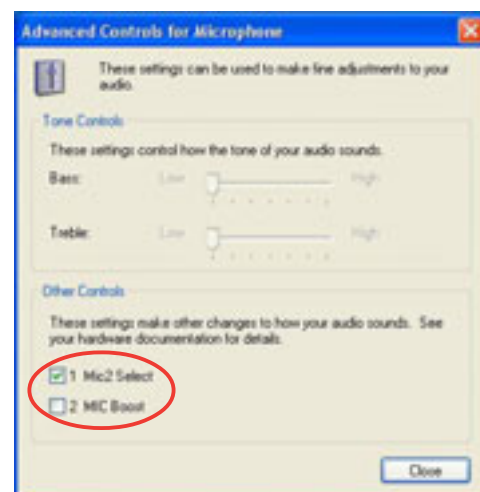 Advanced Controls for Microphone
These settings can be used to make fine adjustments to your
audio.
Tone Controls
These settings control how the tone of your audio sounds.
Bass: Low High
Treble: Low High
Other Controls
These settings make other changes to how your audio sounds. See
your hardware documentation for details.
1 Mic2 Select
2 MIC Boost
Close